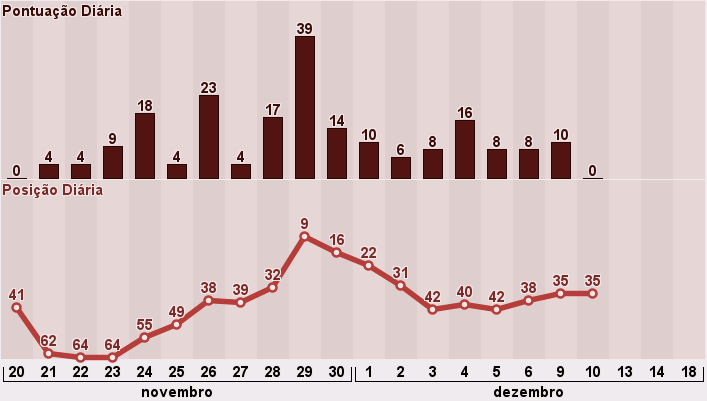 Pontuação Diária
0 4 4 9 18 4 23 4 17 39 14 10 6 8 16 8 8 10 0
Posição Diária
41 62 64 64 55 49 38 39 32 9 16 22 31 42 40 42 38 35 35
20 21 22 23 24 25 26 27 28 29 30 1 2 3 4 5 6 9 10 13 14 18
novembro dezembro